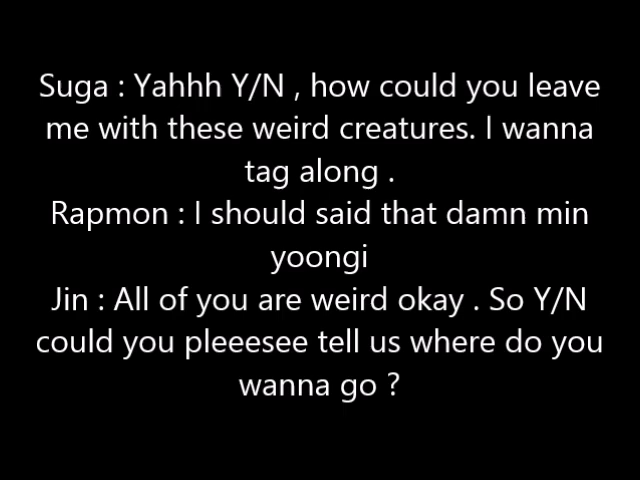 Suga : Yahhh Y/N , how could you leave
me with these weird creatures. I wanna
tag along .
Rapmon : I should said that damn min
yoongi
Jin : All of you are weird okay . So Y/N
could you pleeesee tell us where do you
wanna go ?